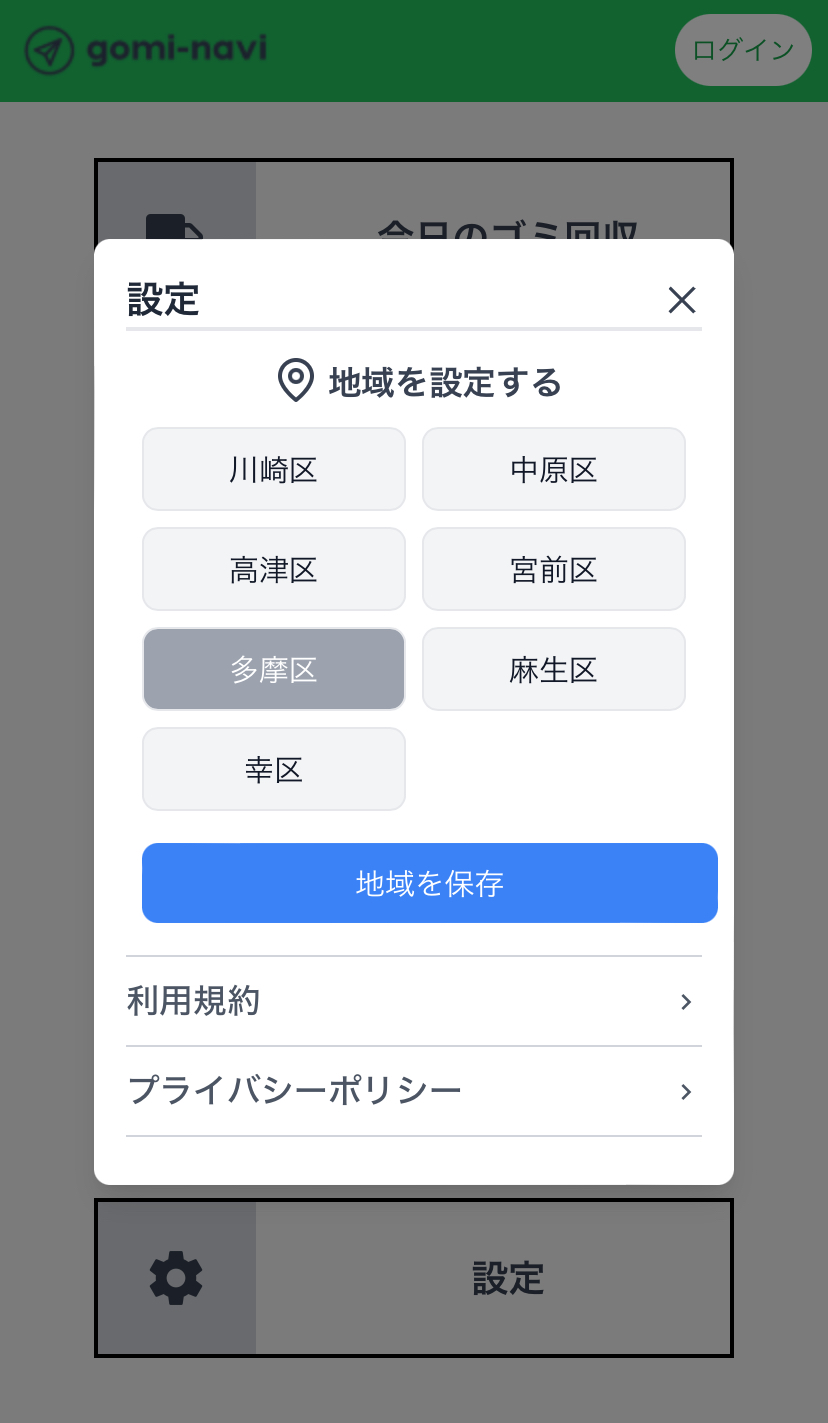 gomi-navi
ログイン
今日のゴミ回収
設定
地域を設定する
川崎区
中原区
高津区
宮前区
多摩区
麻生区
幸区
地域を保存
利用規約
プライバシーポリシー
設定